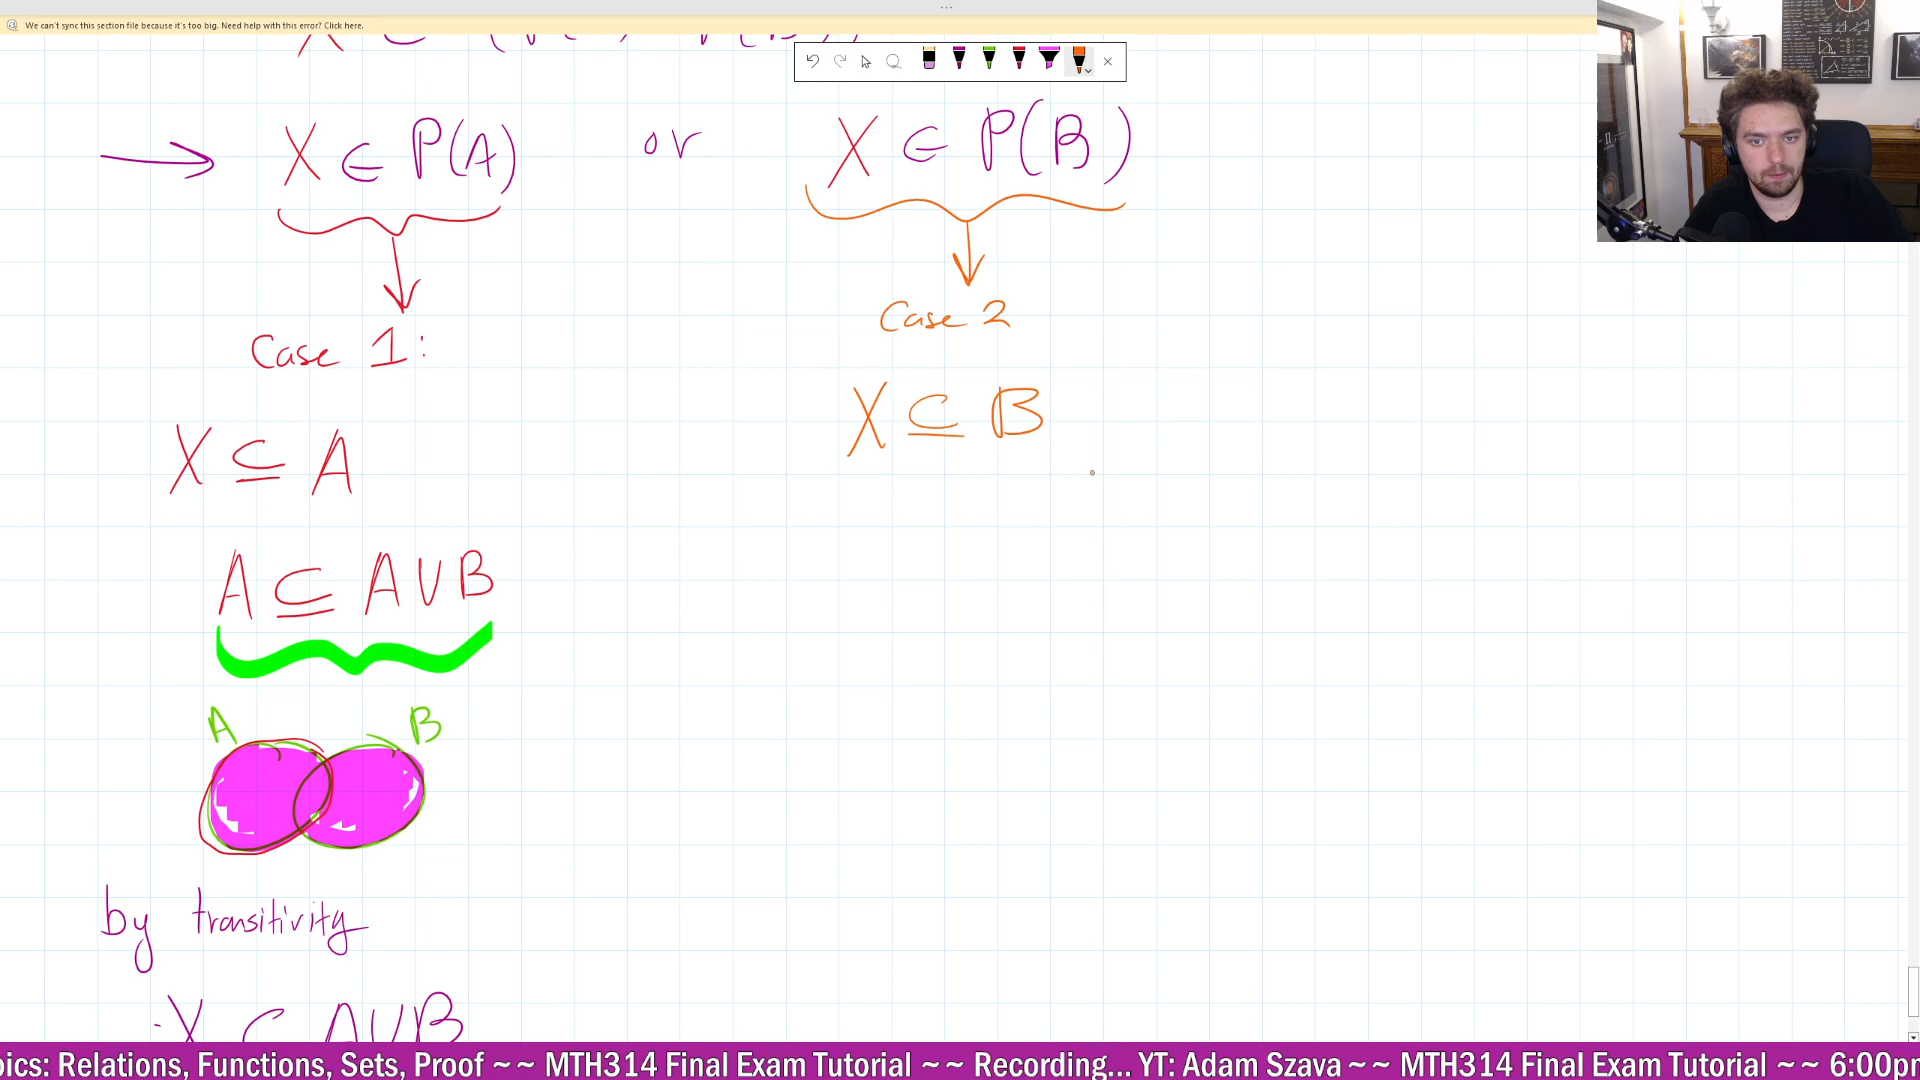 We can't sync this section file because it's too big. Need help with this error? Click here.
X ∈ P(A) or X ∈ P(B)
Case 1:
Case 2
X ⊆ A
X ⊆ B
A ⊆ A ∪ B
A B
by transitivity
X ⊆ A ∪ B
pics: Relations, Functions, Sets, Proof ~~ MTH314 Final Exam Tutorial ~~ Recording... YT: Adam Szava ~~ MTH314 Final Exam Tutorial ~~ 6:00pm